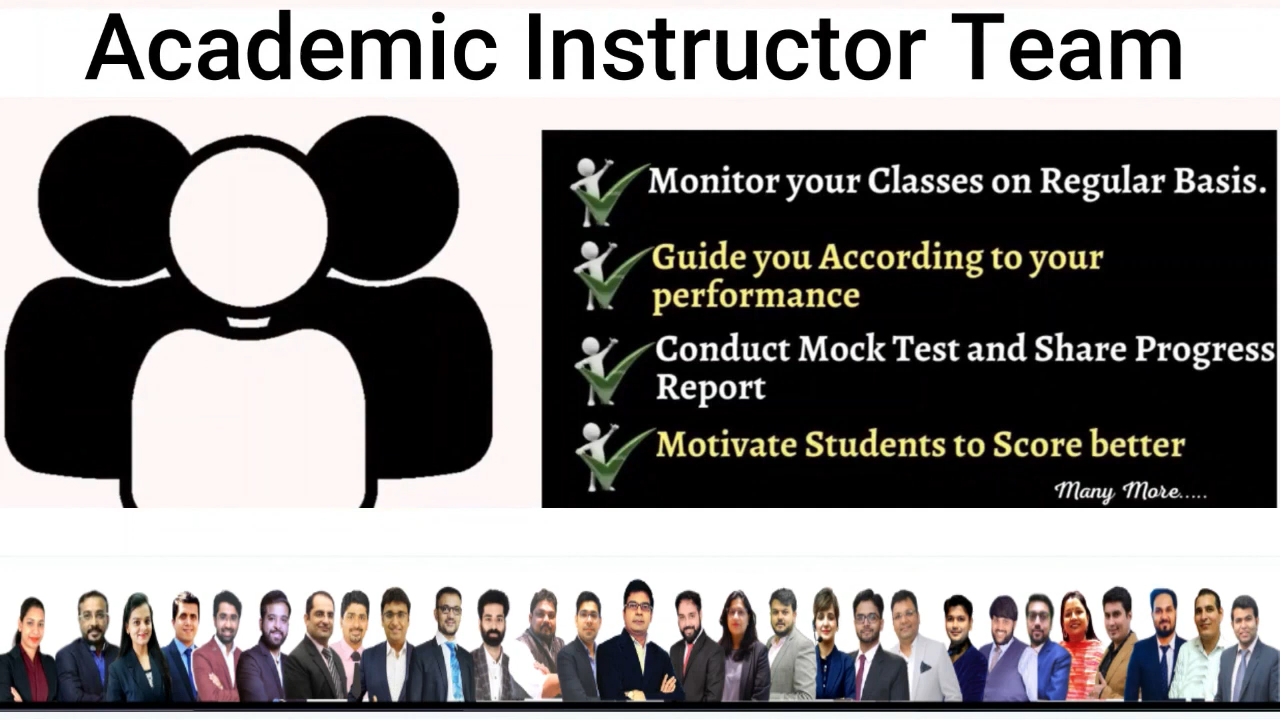 Academic Instructor Team
Monitor your Classes on Regular Basis.
Guide you According to your
performance
Conduct Mock Test and Share Progress
Report
Motivate Students to Score better
Many More.....